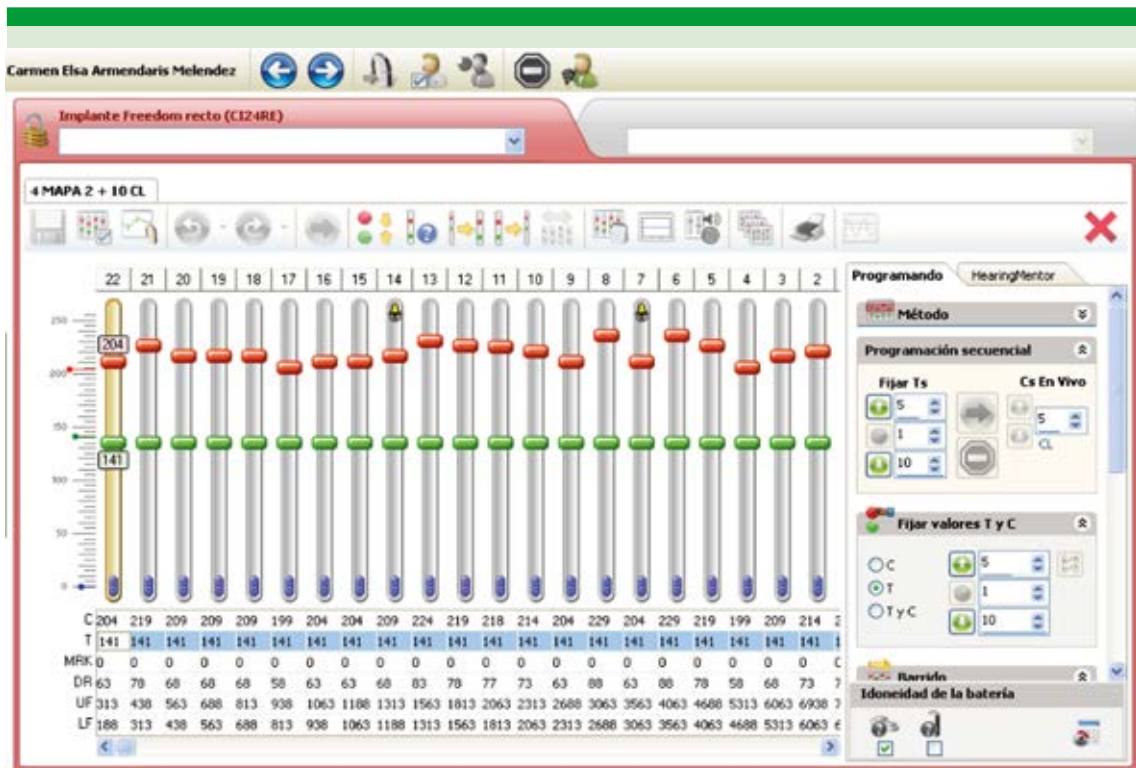 Carmen Elsa Armendaris Melendez
Implante Freedom recto (CI24RE)
4 MAPA 2 + 10 CL
22 21 20 19 18 17 16 15 14 13 12 11 10 9 8 7 6 5 4 3 2
Programando HearingMentor
Método
Programación secuencial
Fijar Ts Cs En Vivo
5
1
10
5
CL
Fijar valores T y C
C
T
T y C
5
1
10
Barrido
Idoneidad de la batería
250
200
150
100
50
0
204
141
C 204 219 209 209 209 199 204 204 209 224 219 218 214 204 229 204 229 219 199 209 214
T 141 141 141 141 141 141 141 141 141 141 141 141 141 141 141 141 141 141 141 141 141
MRK 0 0 0 0 0 0 0 0 0 0 0 0 0 0 0 0 0 0 0 0 0
DR 63 78 68 68 68 58 63 63 68 83 78 77 73 63 88 63 88 78 58 68 73
UF 313 438 563 688 813 938 1063 1188 1313 1563 1813 2063 2313 2688 3063 3563 4063 4688 5313 6063 6938
LF 188 313 438 563 688 813 938 1063 1188 1313 1563 1813 2063 2313 2688 3063 3563 4063 4688 5313 6063